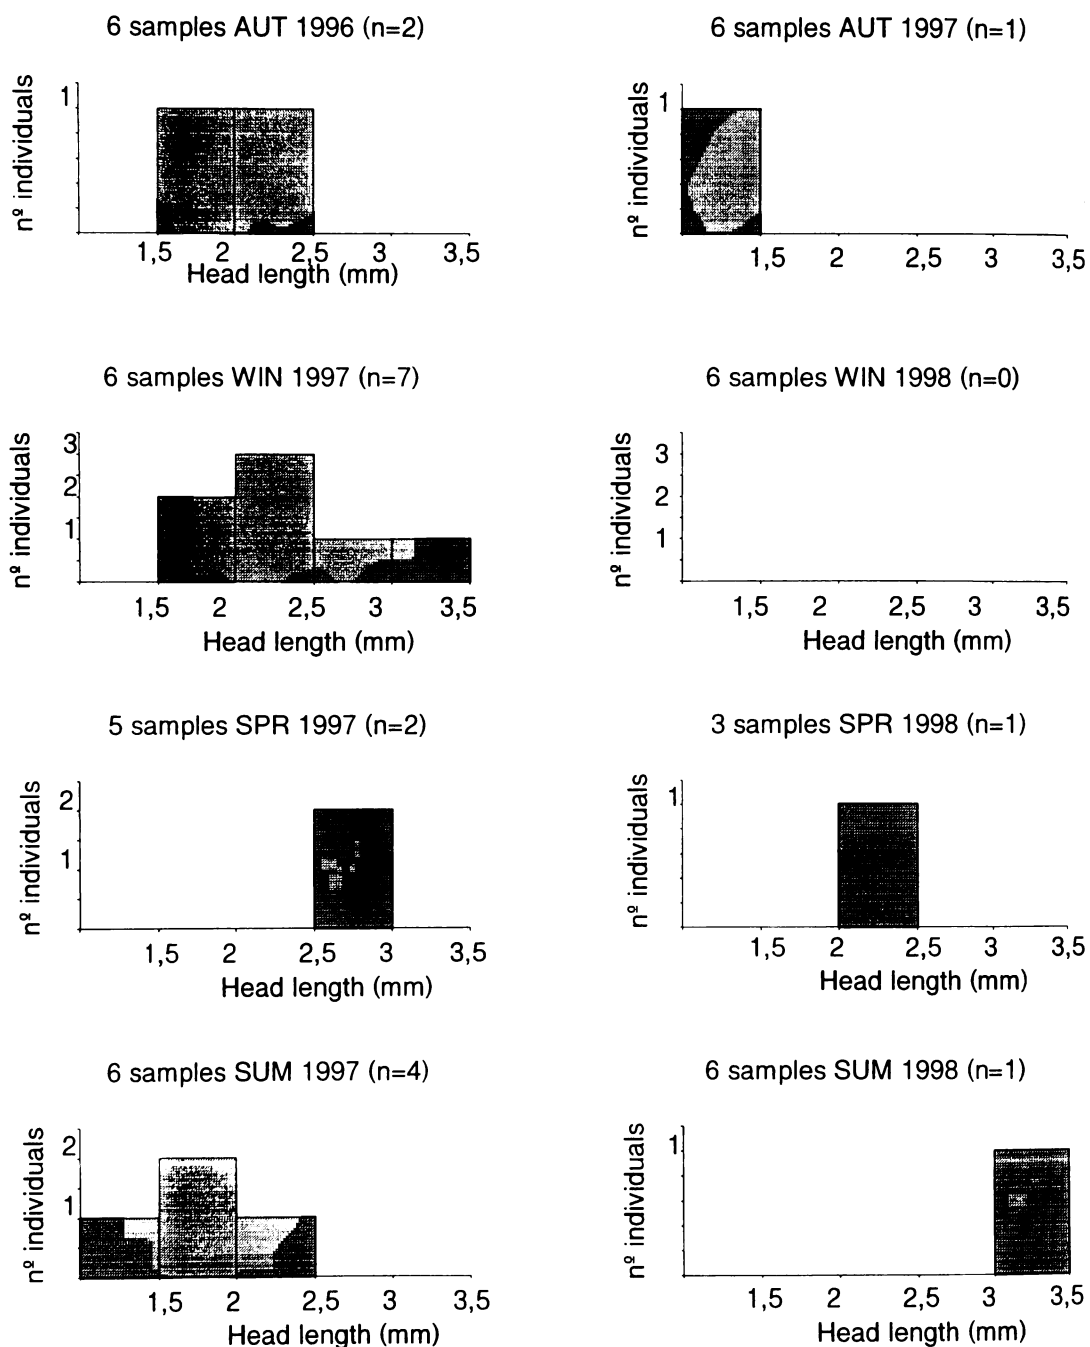 6 samples AUT 1996 (n=2)
nº individuals
1
1,5 2 2,5 3 3,5
Head length (mm)
6 samples AUT 1997 (n=1)
nº individuals
1
1,5 2 2,5 3 3,5
6 samples WIN 1997 (n=7)
nº individuals
3
2
1
1,5 2 2,5 3 3,5
Head length (mm)
6 samples WIN 1998 (n=0)
nº individuals
3
2
1
1,5 2 2,5 3 3,5
Head length (mm)
5 samples SPR 1997 (n=2)
nº individuals
2
1
1,5 2 2,5 3 3,5
Head length (mm)
3 samples SPR 1998 (n=1)
nº individuals
1
1,5 2 2,5 3 3,5
Head length (mm)
6 samples SUM 1997 (n=4)
nº individuals
2
1
1,5 2 2,5 3 3,5
Head length (mm)
6 samples SUM 1998 (n=1)
nº individuals
1
1,5 2 2,5 3 3,5
Head length (mm)